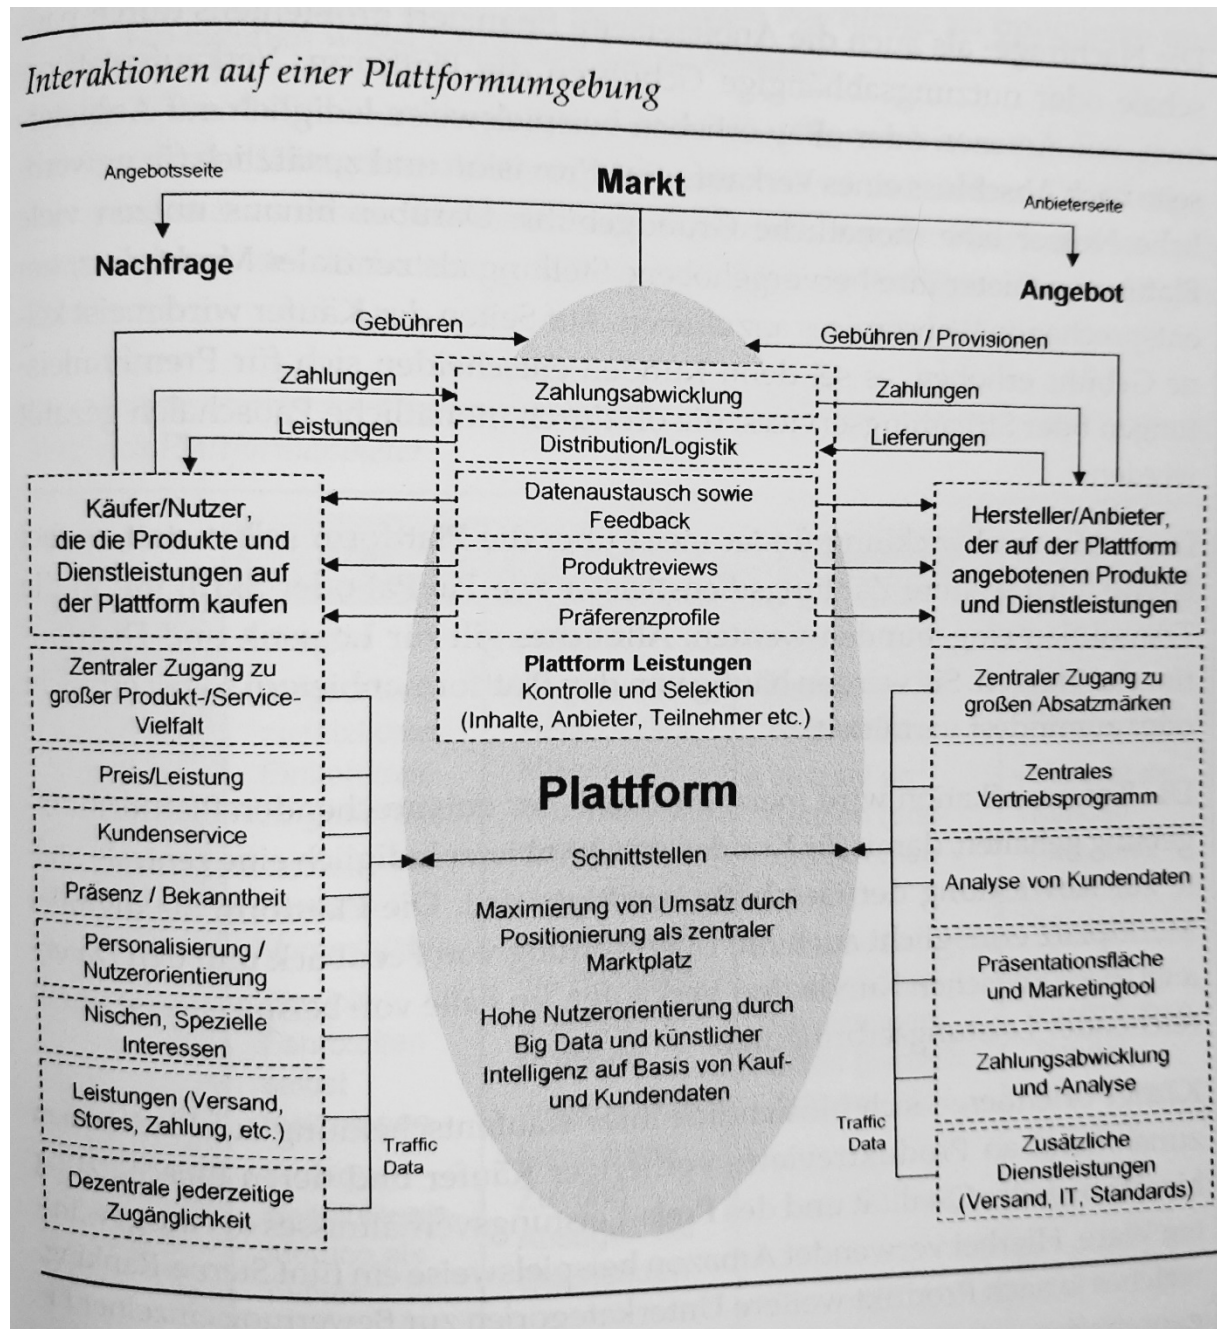 Interaktionen auf einer Plattformumgebung
Angebotsseite
Markt
Anbieterseite
Nachfrage
Angebot
Gebühren
Gebühren / Provisionen
Zahlungen
Zahlungsabwicklung
Zahlungen
Leistungen
Distribution/Logistik
Lieferungen
Käufer/Nutzer,
die die Produkte und
Dienstleistungen auf
der Plattform kaufen
Datenaustausch sowie
Feedback
Produktreviews
Präferenzprofile
Hersteller/Anbieter,
der auf der Plattform
angebotenen Produkte
und Dienstleistungen
Plattform Leistungen
Kontrolle und Selektion
(Inhalte, Anbieter, Teilnehmer etc.)
Zentraler Zugang zu
großer Produkt-/Service-
Vielfalt
Preis/Leistung
Kundenservice
Präsenz / Bekanntheit
Personalisierung /
Nutzerorientierung
Nischen, Spezielle
Interessen
Leistungen (Versand,
Stores, Zahlung, etc.)
Dezentrale jederzeitige
Zugänglichkeit
Traffic
Data
Plattform
Schnittstellen
Maximierung von Umsatz durch
Positionierung als zentraler
Marktplatz
Hohe Nutzerorientierung durch
Big Data und künstlicher
Intelligenz auf Basis von Kauf-
und Kundendaten
Zentraler Zugang zu
großen Absatzmärken
Zentrales
Vertriebsprogramm
Analyse von Kundendaten
Präsentationsfläche
und Marketingtool
Zahlungsabwicklung
und -Analyse
Zusätzliche
Dienstleistungen
(Versand, IT, Standards)
Traffic
Data